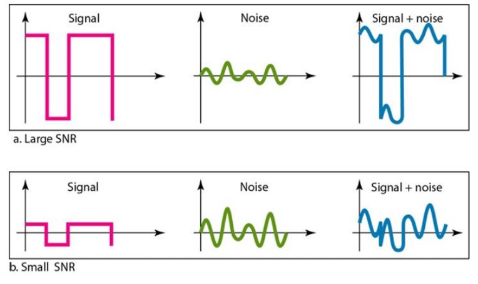 Signal
Noise
Signal + noise
a. Large SNR
Signal
Noise
Signal + noise
b. Small SNR